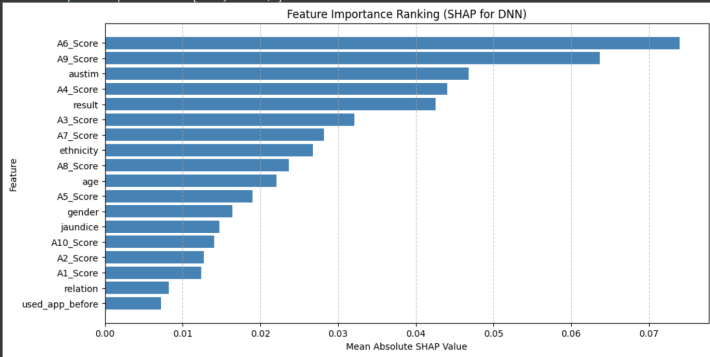 Feature Importance Ranking (SHAP for DNN)
Feature
A6_Score
A9_Score
austim
A4_Score
result
A3_Score
A7_Score
ethnicity
A8_Score
age
A5_Score
gender
jaundice
A10_Score
A2_Score
A1_Score
relation
used_app_before
0.00 0.01 0.02 0.03 0.04 0.05 0.06 0.07
Mean Absolute SHAP Value